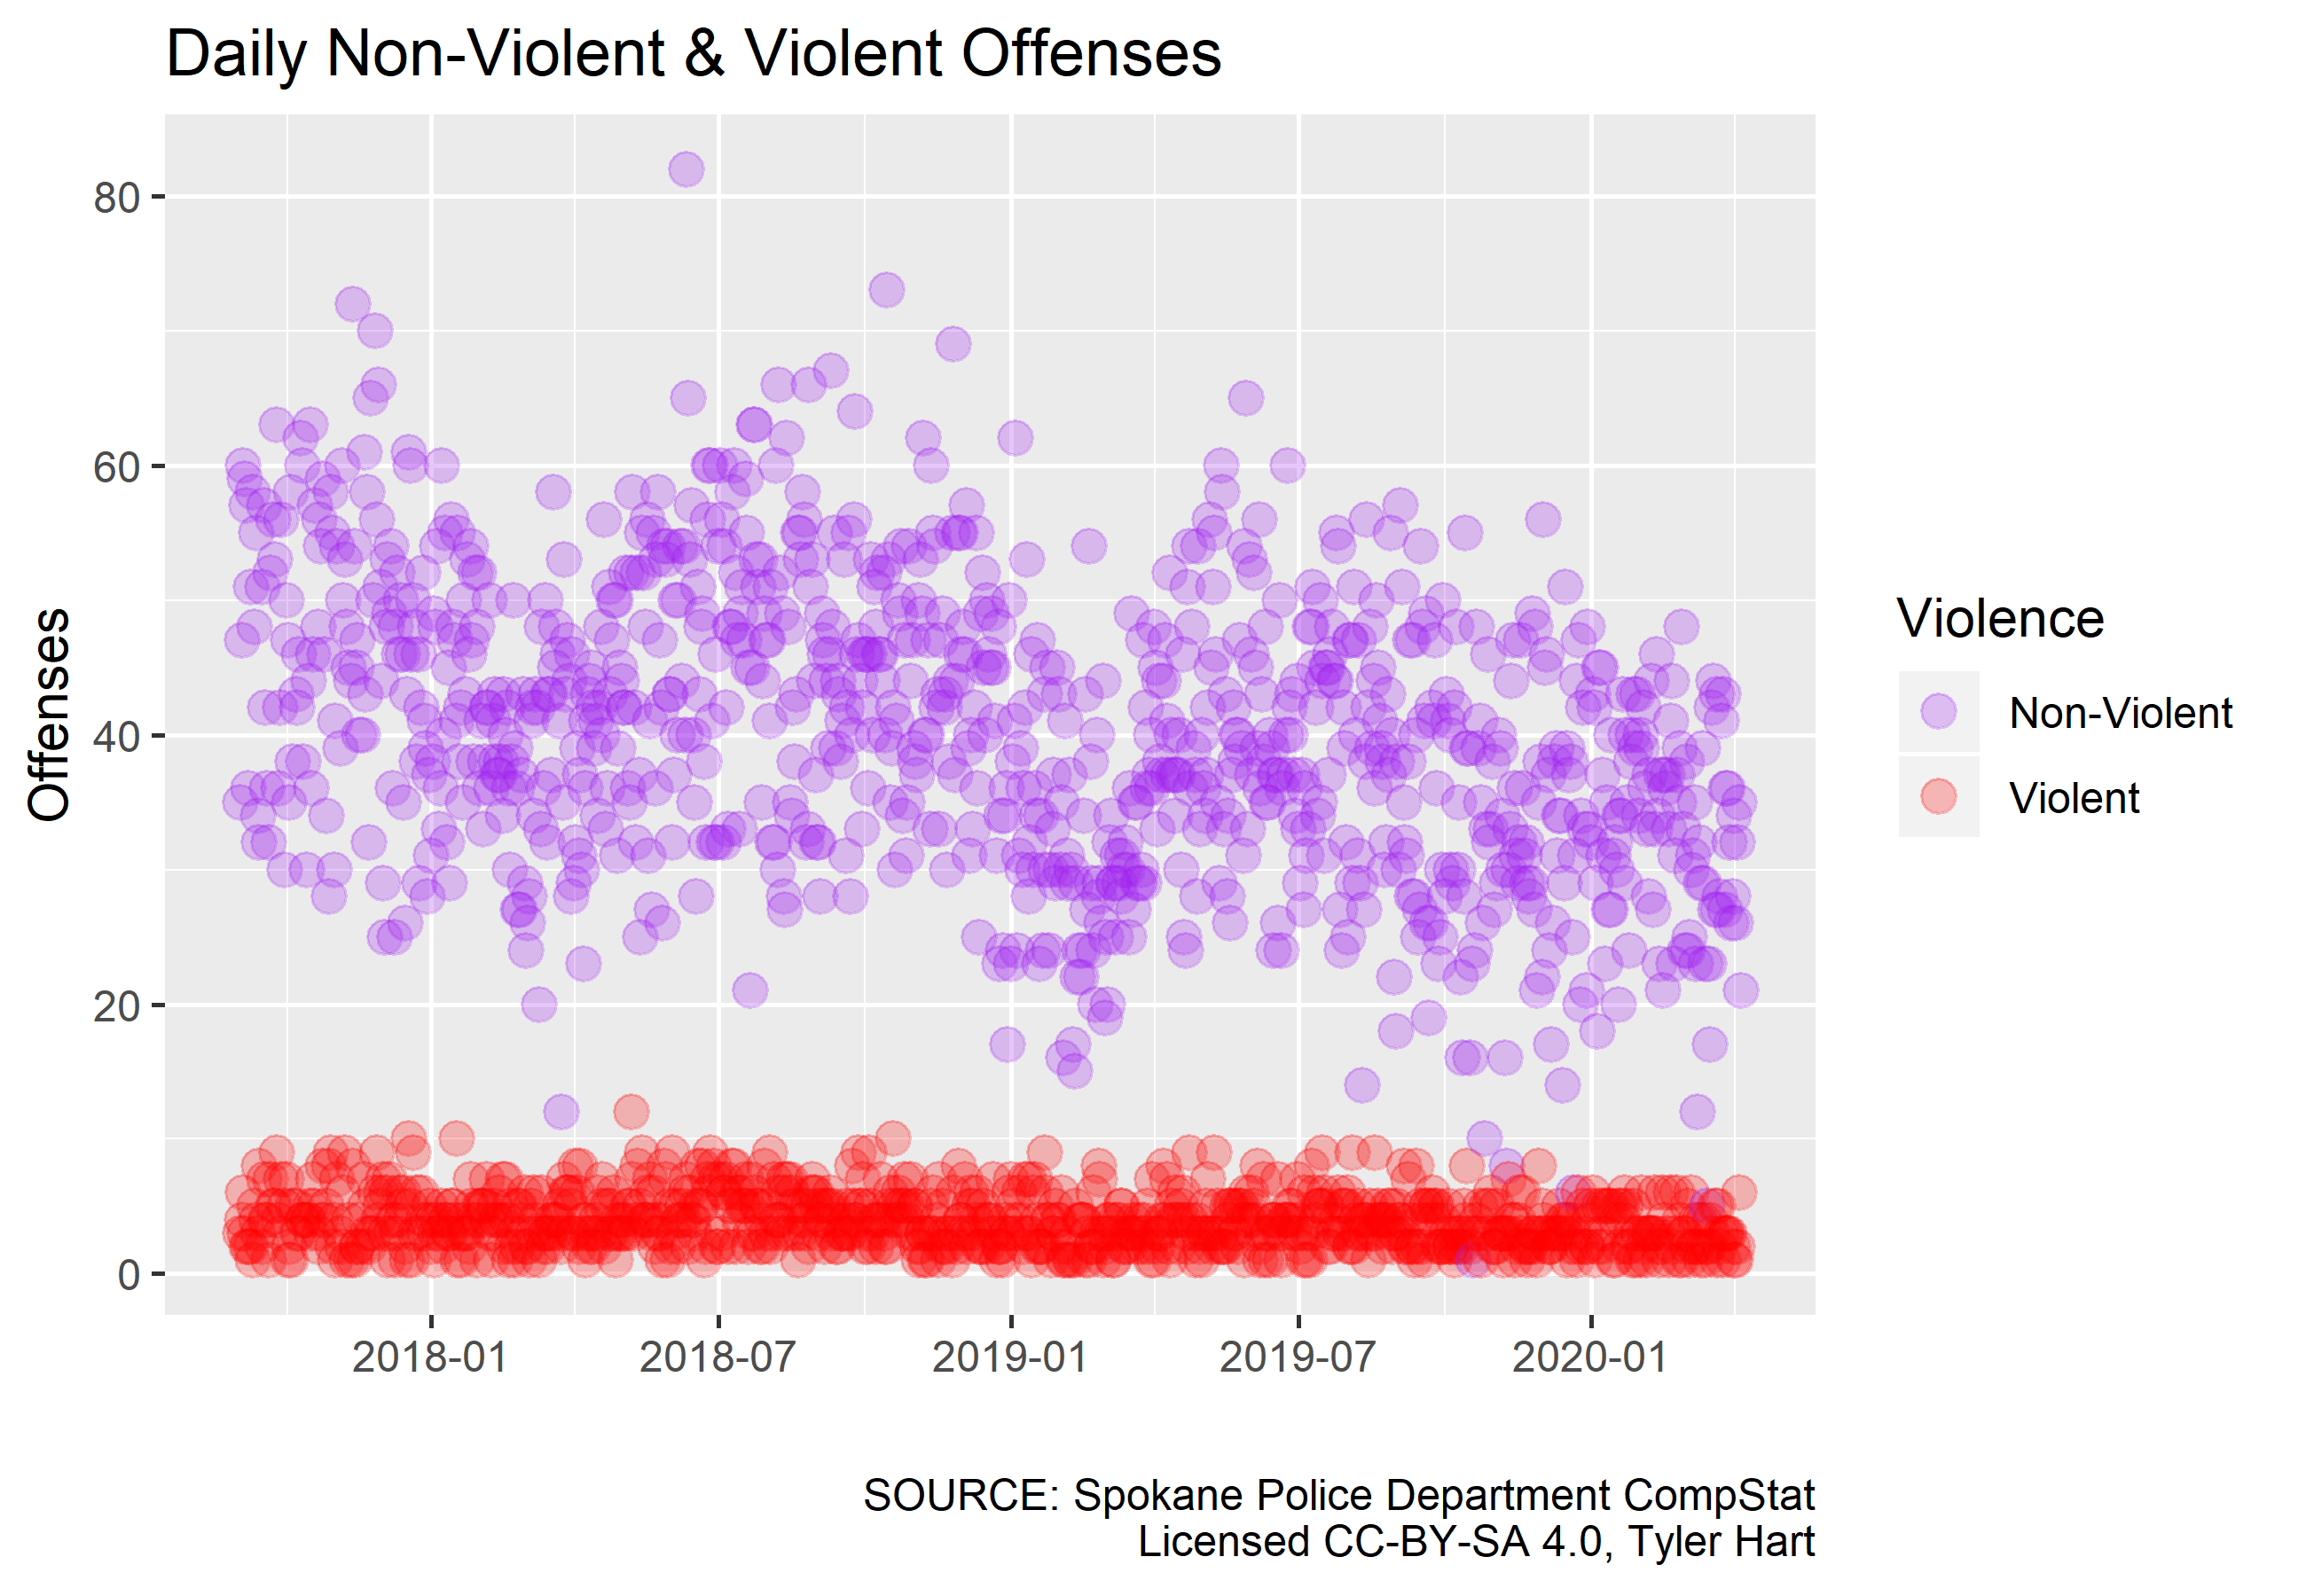 Daily Non-Violent & Violent Offenses
80
60
40
20
0
Offenses
2018-01
2018-07
2019-01
2019-07
2020-01
Violence
Non-Violent
Violent
SOURCE: Spokane Police Department CompStat
Licensed CC-BY-SA 4.0, Tyler Hart